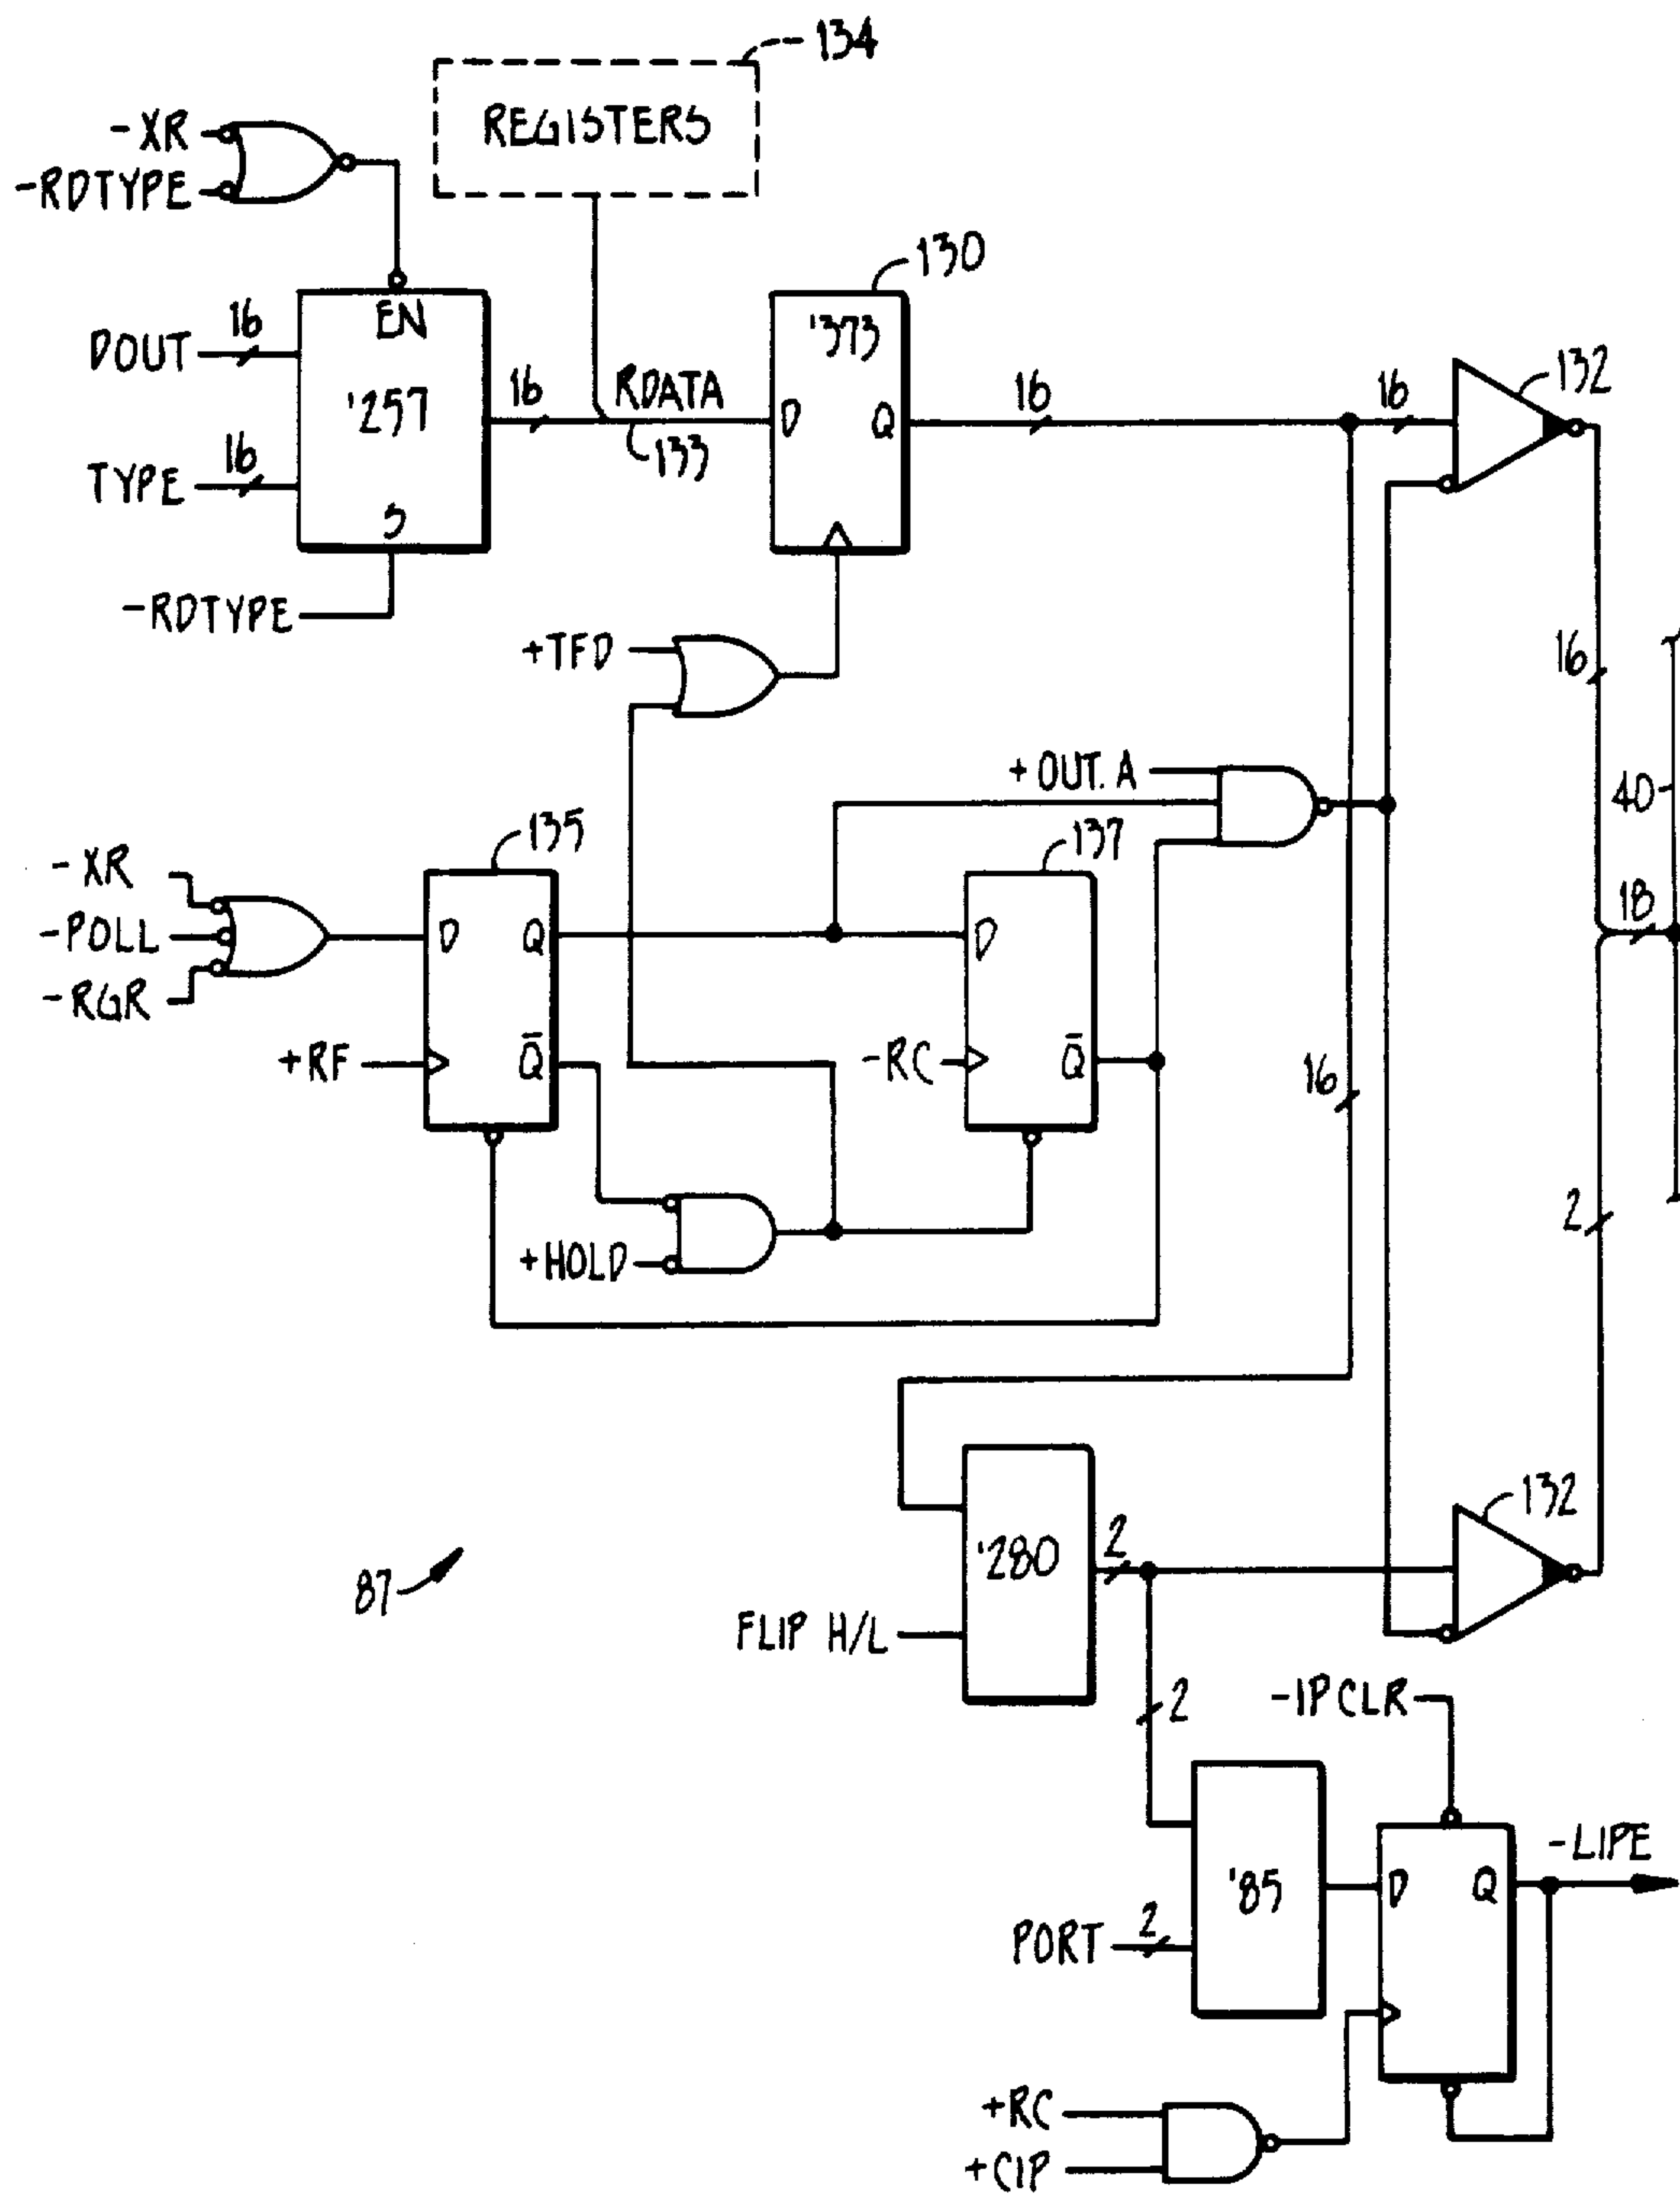 134
REGISTERS
-XR
-RDTYPE
130
EN
'373
DOUT
16
'257
16
RDATA
D
Q
16
16
132
133
TYPE
16
S
-RDTYPE
+TFD
16
+OUT.A
40
135
137
-XR
-POLL
-RGR
D
Q
D
18
+RF
Q̅
-RC
Q̅
16
2
+HOLD
132
'280
2
87
FLIP H/L
2
-IPCLR
-LIPE
'85
D
Q
PORT
2
+RC
+CIP